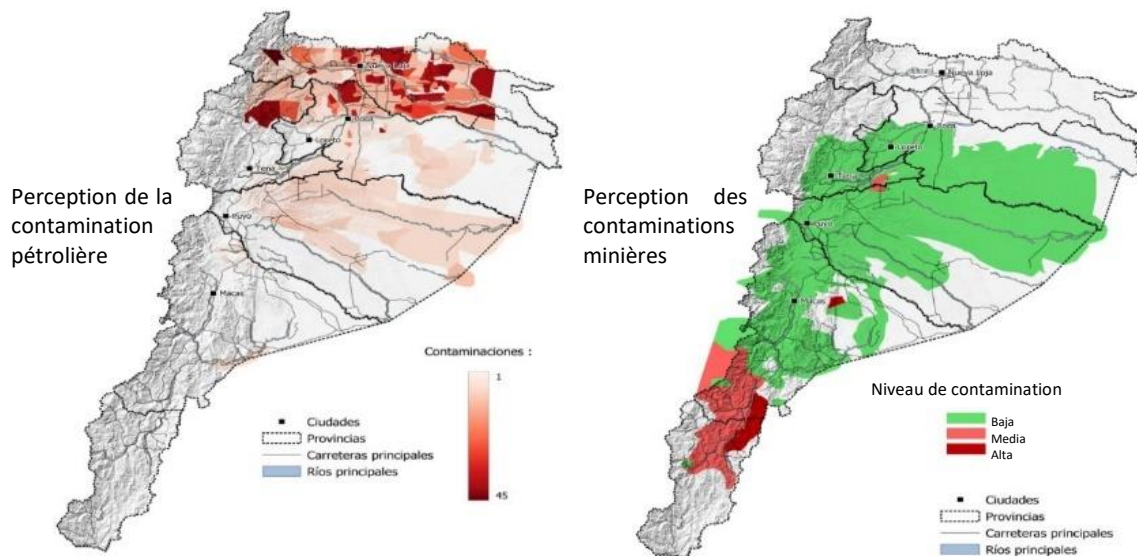 Perception de la
contamination
pétrolière
Nueva Loja
Loreto
Tena
Puyo
Macas
Contaminaciones :
1
45
Ciudades
Provincias
Carreteras principales
Ríos principales
Perception des
contaminations
minières
Nueva Loja
Loreto
Puyo
Macas
Niveau de contamination
Baja
Media
Alta
Ciudades
Provincias
Carreteras principales
Ríos principales